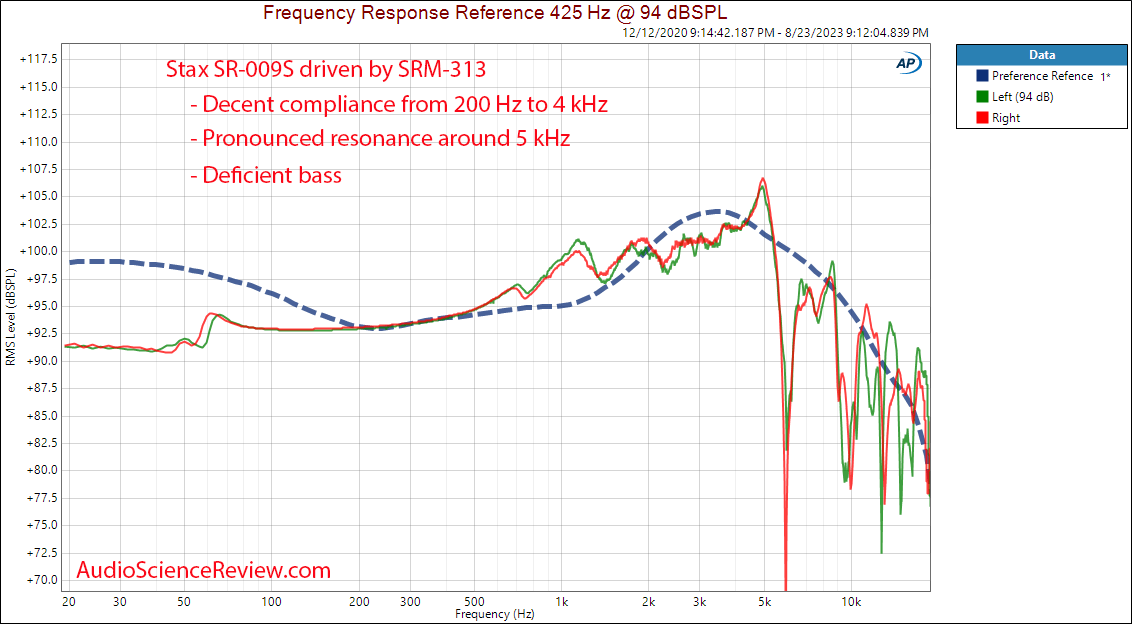 Frequency Response Reference 425 Hz @ 94 dBSPL
12/12/2020 9:14:42.187 PM - 8/23/2023 9:12:04.839 PM
Stax SR-009S driven by SRM-313
- Decent compliance from 200 Hz to 4 kHz
- Pronounced resonance around 5 kHz
- Deficient bass
AP
Data
Preference Refence 1*
Left (94 dB)
Right
RMS Level (dBSPL)
+117.5
+115.0
+112.5
+110.0
+107.5
+105.0
+102.5
+100.0
+97.5
+95.0
+92.5
+90.0
+87.5
+85.0
+82.5
+80.0
+77.5
+75.0
+72.5
+70.0
AudioScienceReview.com
20 30 50 100 200 300 500 1k 2k 3k 5k 10k
Frequency (Hz)